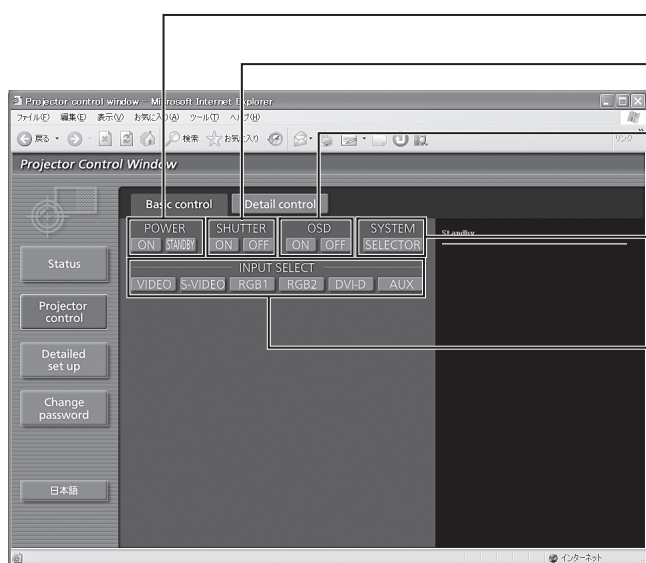 Projector control window - Microsoft Internet Explorer
ファイル(F) 編集(E) 表示(V) お気に入り(A) ツール(T) ヘルプ(H)
戻る 検索 お気に入り リンク
Projector Control Window
Basic control Detail control
POWER SHUTTER OSD SYSTEM
ON STANDBY ON OFF ON OFF SELECTOR
Standby
INPUT SELECT
VIDEO S-VIDEO RGB1 RGB2 DVI-D AUX
Status
Projector
control
Detailed
set up
Change
password
日本語
インターネット